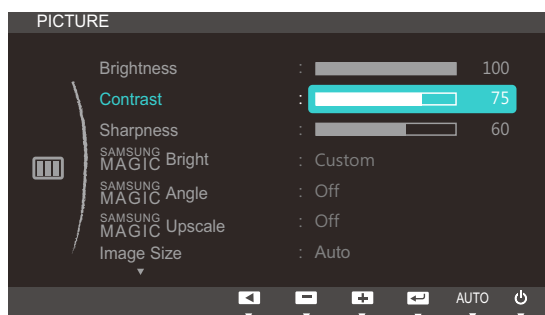 PICTURE
Brightness : 100
Contrast : 75
Sharpness : 60
SAMSUNG MAGIC Bright : Custom
SAMSUNG MAGIC Angle : Off
SAMSUNG MAGIC Upscale : Off
Image Size : Auto
AUTO